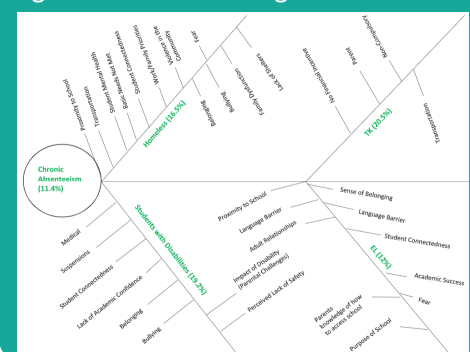 Chronic
Absenteeism
(11.4%)
Homeless (16.5%)
Proximity to School
Transportation
Student Mental Health
Basic Needs Not Met
Student Connectedness
Work/Family Priorities
Violence in the
Community
Fear
Belonging
Bullying
Family Dysfunction
Lack of Shelters
TK (20.5%)
No Financial Incentive
Parent
Non-Compulsory
Transportation
Students with Disabilities (19.2%)
Medical
Suspensions
Student Connectedness
Lack of Academic Confidence
Belonging
Bullying
Proximity to School
Language Barrier
Adult Relationships
Impact of Disability
(Parental Challenges)
Perceived Lack of Safety
EL (12%)
Sense of Belonging
Language Barrier
Student Connectedness
Academic Success
Fear
Parents
knowledge of how
to access school
Purpose of School